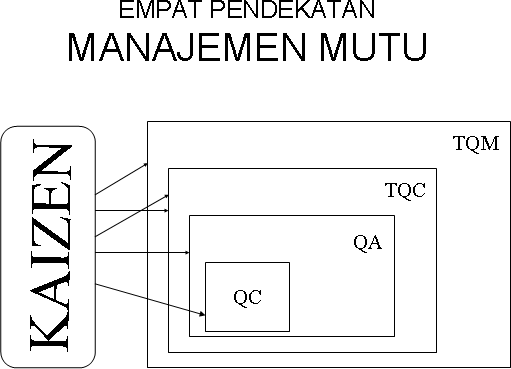 EMPAT PENDEKATAN
MANAJEMEN MUTU
KAIZEN
TQM
TQC
QA
QC